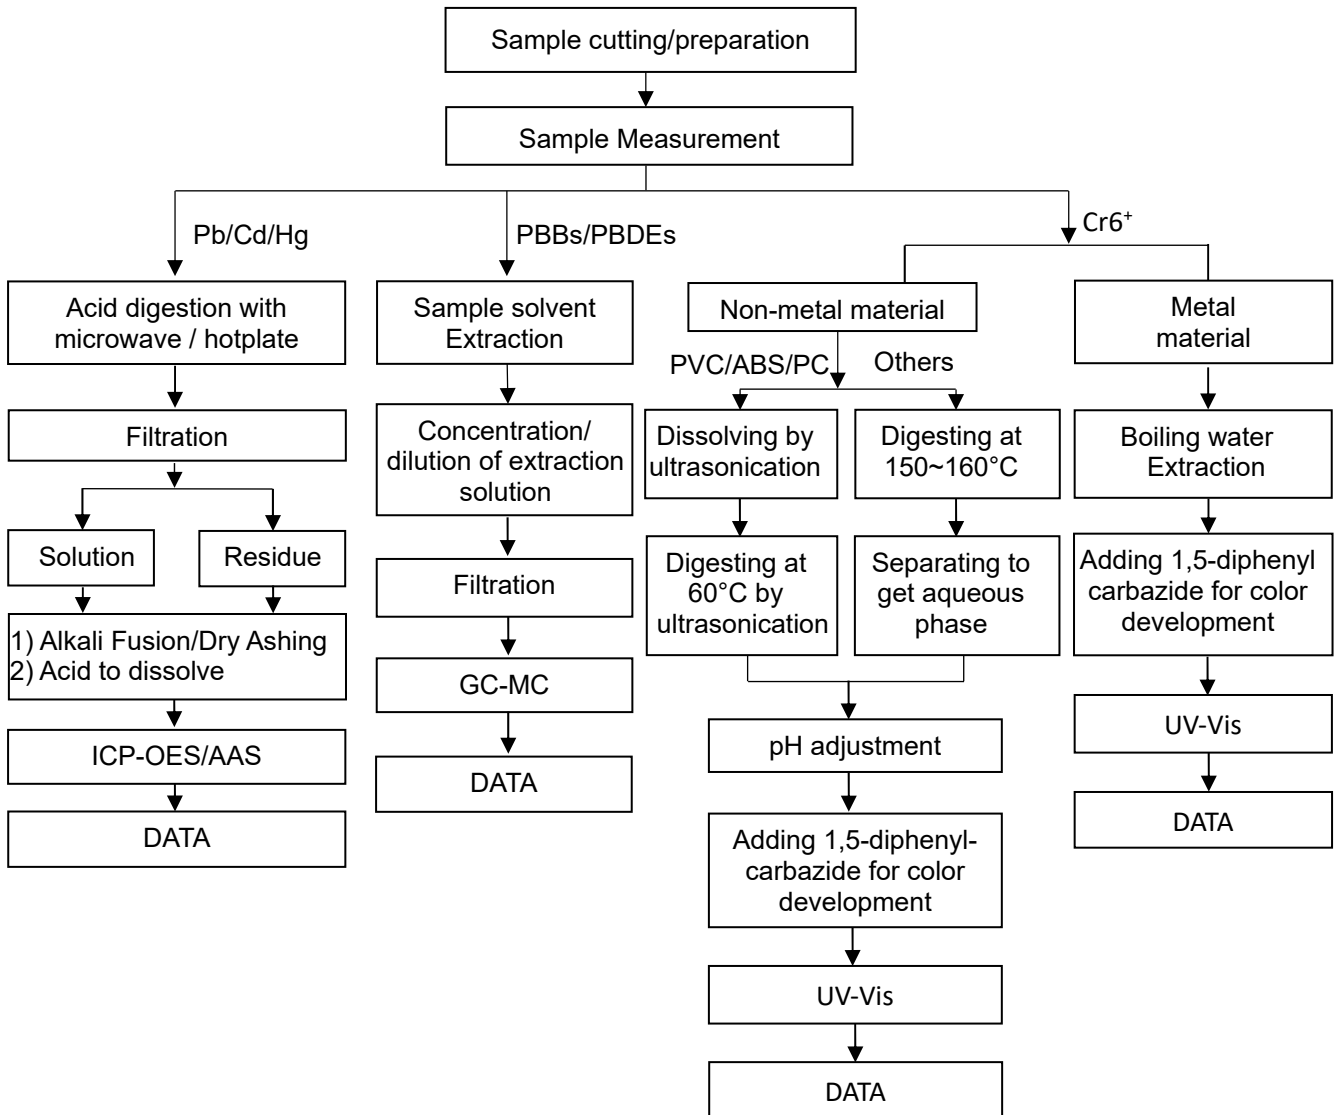 Sample cutting/preparation
Sample Measurement
Pb/Cd/Hg
PBBs/PBDEs
Cr6⁺
Acid digestion with
microwave / hotplate
Filtration
Solution
Residue
1) Alkali Fusion/Dry Ashing
2) Acid to dissolve
ICP-OES/AAS
DATA
Sample solvent
Extraction
Concentration/
dilution of extraction
solution
Filtration
GC-MC
DATA
Non-metal material
PVC/ABS/PC
Others
Dissolving by
ultrasonication
Digesting at
60°C by
ultrasonication
Digesting at
150~160°C
Separating to
get aqueous
phase
pH adjustment
Adding 1,5-diphenyl-
carbazide for color
development
UV-Vis
DATA
Metal
material
Boiling water
Extraction
Adding 1,5-diphenyl
carbazide for color
development
UV-Vis
DATA